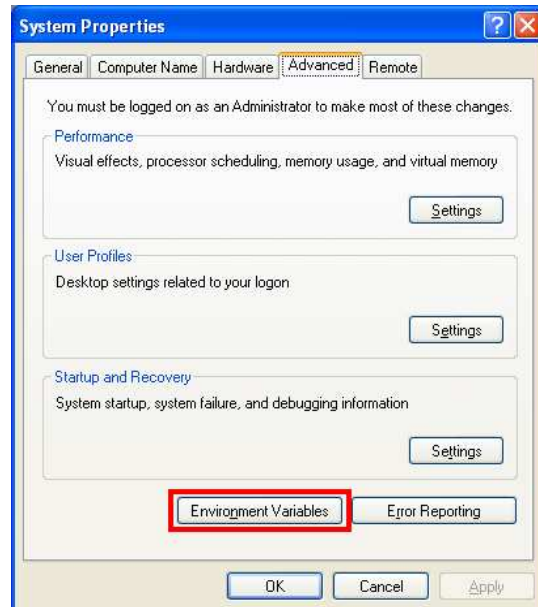 System Properties
General Computer Name Hardware Advanced Remote
You must be logged on as an Administrator to make most of these changes.
Performance
Visual effects, processor scheduling, memory usage, and virtual memory
Settings
User Profiles
Desktop settings related to your logon
Settings
Startup and Recovery
System startup, system failure, and debugging information
Settings
Environment Variables Error Reporting
OK Cancel Apply